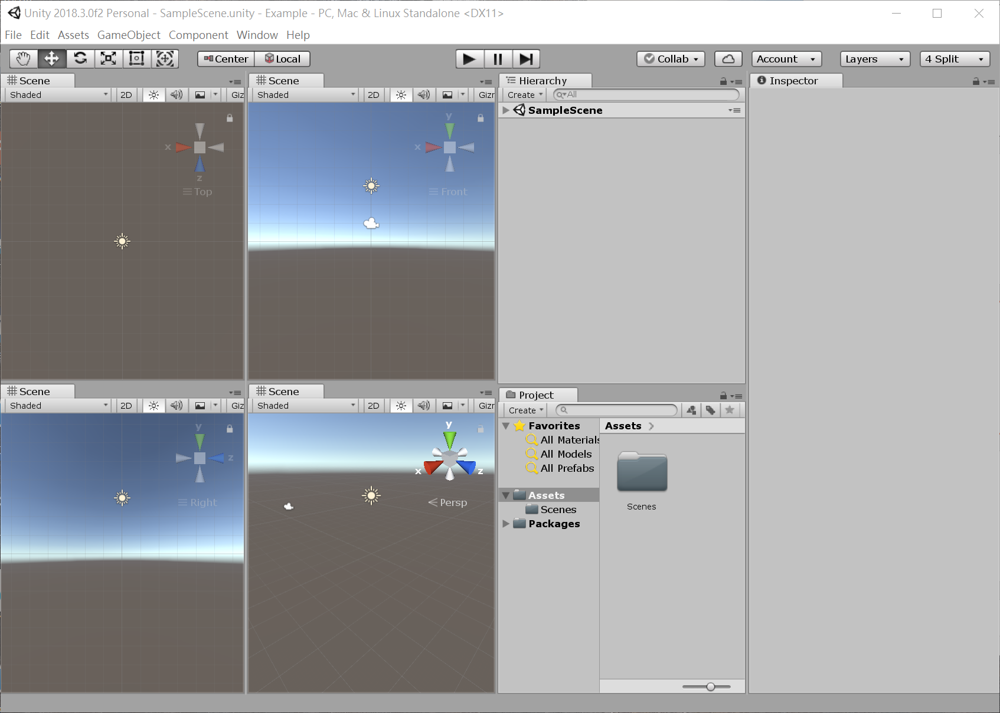 Unity 2018.3.0f2 Personal - SampleScene.unity - Example - PC, Mac & Linux Standalone <DX11>
File Edit Assets GameObject Component Window Help
Center Local Collab Account Layers 4 Split
Scene
Shaded 2D Giz
x
z
Top
Scene
Shaded 2D Gizr
y
x
Front
Hierarchy
Create All
SampleScene
Inspector
Scene
Shaded 2D Giz
y
z
Right
Scene
Shaded 2D Gizr
y
x z
Persp
Project
Create
Favorites
All Materials
All Models
All Prefabs
Assets
Scenes
Packages
Assets
Scenes